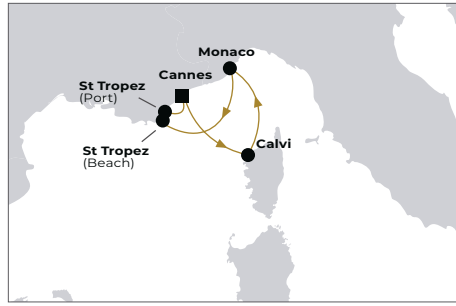 Monaco
Cannes
St Tropez
(Port)
St Tropez
(Beach)
Calvi